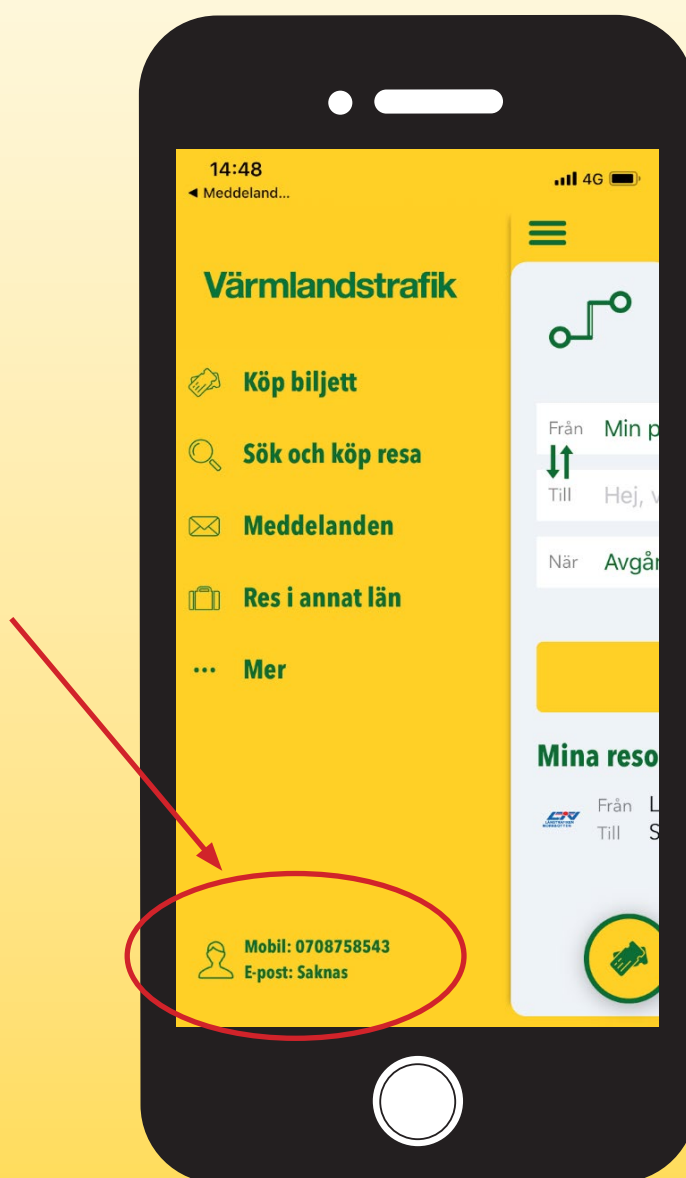 14:48
◀ Meddeland...
4G
Värmlandstrafik
Köp biljett
Sök och köp resa
Meddelanden
Res i annat län
... Mer
Mobil: 0708758543
E-post: Saknas
Från Min p
Till Hej, v
När Avgår
Mina reso
Från L
Till S